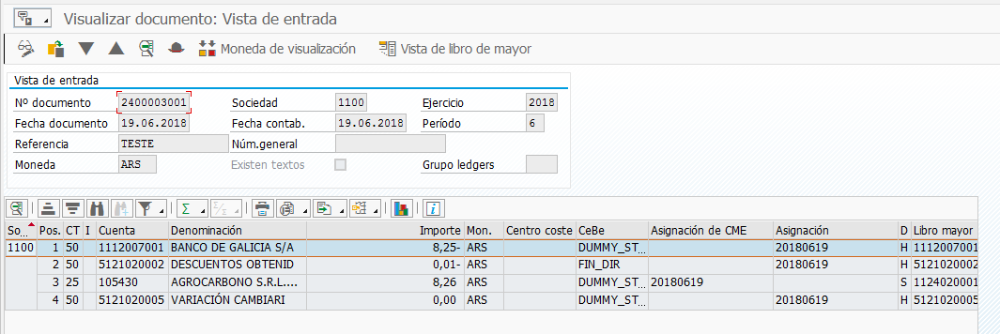 Visualizar documento: Vista de entrada
Moneda de visualización Vista de libro de mayor
Vista de entrada
Nº documento 2400003001 Sociedad 1100 Ejercicio 2018
Fecha documento 19.06.2018 Fecha contab. 19.06.2018 Período 6
Referencia TESTE Núm.general
Moneda ARS Existen textos Grupo ledgers
So... Pos. CT I Cuenta Denominación Importe Mon. Centro coste CeBe Asignación de CME Asignación D Libro mayor
1100 1 50 1112007001 BANCO DE GALICIA S/A 8,25- ARS DUMMY_ST... 20180619 H 1112007001
2 50 5121020002 DESCUENTOS OBTENID 0,01- ARS FIN_DIR 20180619 H 5121020002
3 25 105430 AGROCARBONO S.R.L.... 8,26 ARS DUMMY_ST... 20180619 S 1124020001
4 50 5121020005 VARIACIÓN CAMBIARI 0,00 ARS DUMMY_ST... 20180619 H 5121020005